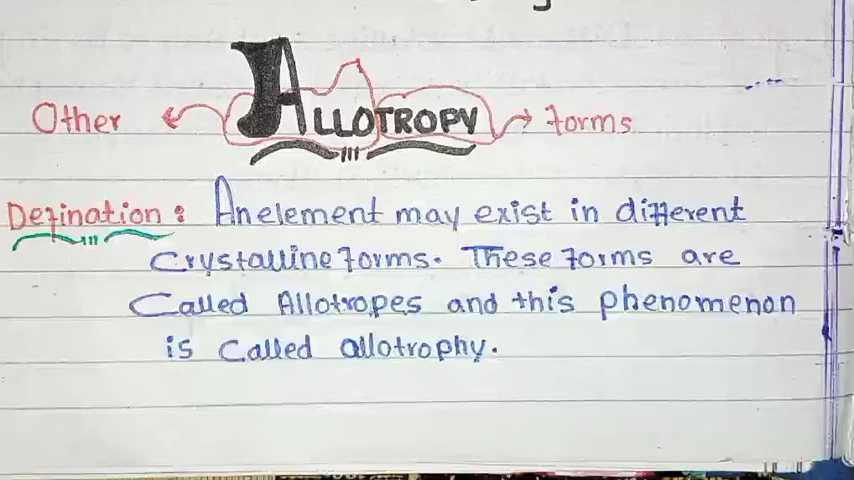 Other ALLOTROPY forms
Defination: An element may exist in different
Crystalline forms. These forms are
Called Allotropes and this phenomenon
is called allotrophy.